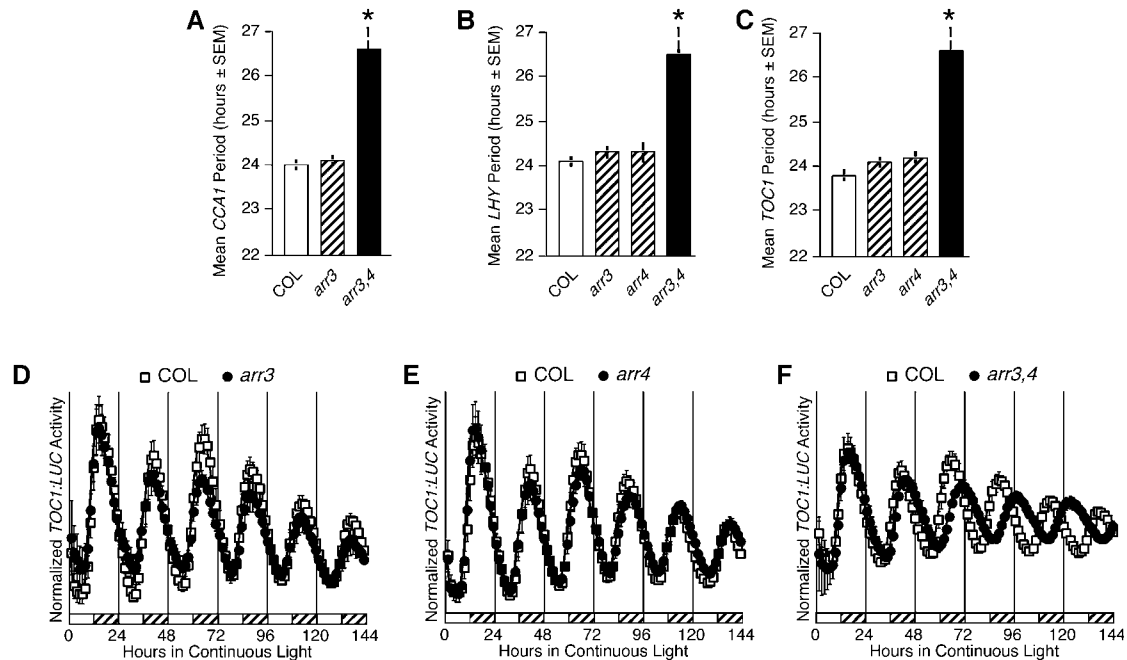 A
*
Mean CCA1 Period (hours ± SEM)
27
26
25
24
23
22
COL
arr3
arr3,4
B
*
Mean LHY Period (hours ± SEM)
27
26
25
24
23
22
COL
arr3
arr4
arr3,4
C
*
Mean TOC1 Period (hours ± SEM)
27
26
25
24
23
22
COL
arr3
arr4
arr3,4
D
COL arr3
Normalized TOC1:LUC Activity
0 24 48 72 96 120 144
Hours in Continuous Light
E
COL arr4
Normalized TOC1:LUC Activity
0 24 48 72 96 120 144
Hours in Continuous Light
F
COL arr3,4
Normalized TOC1:LUC Activity
0 24 48 72 96 120 144
Hours in Continuous Light